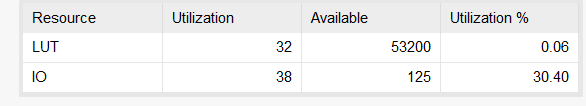 Resource Utilization Available Utilization %
LUT 32 53200 0.06
IO 38 125 30.40